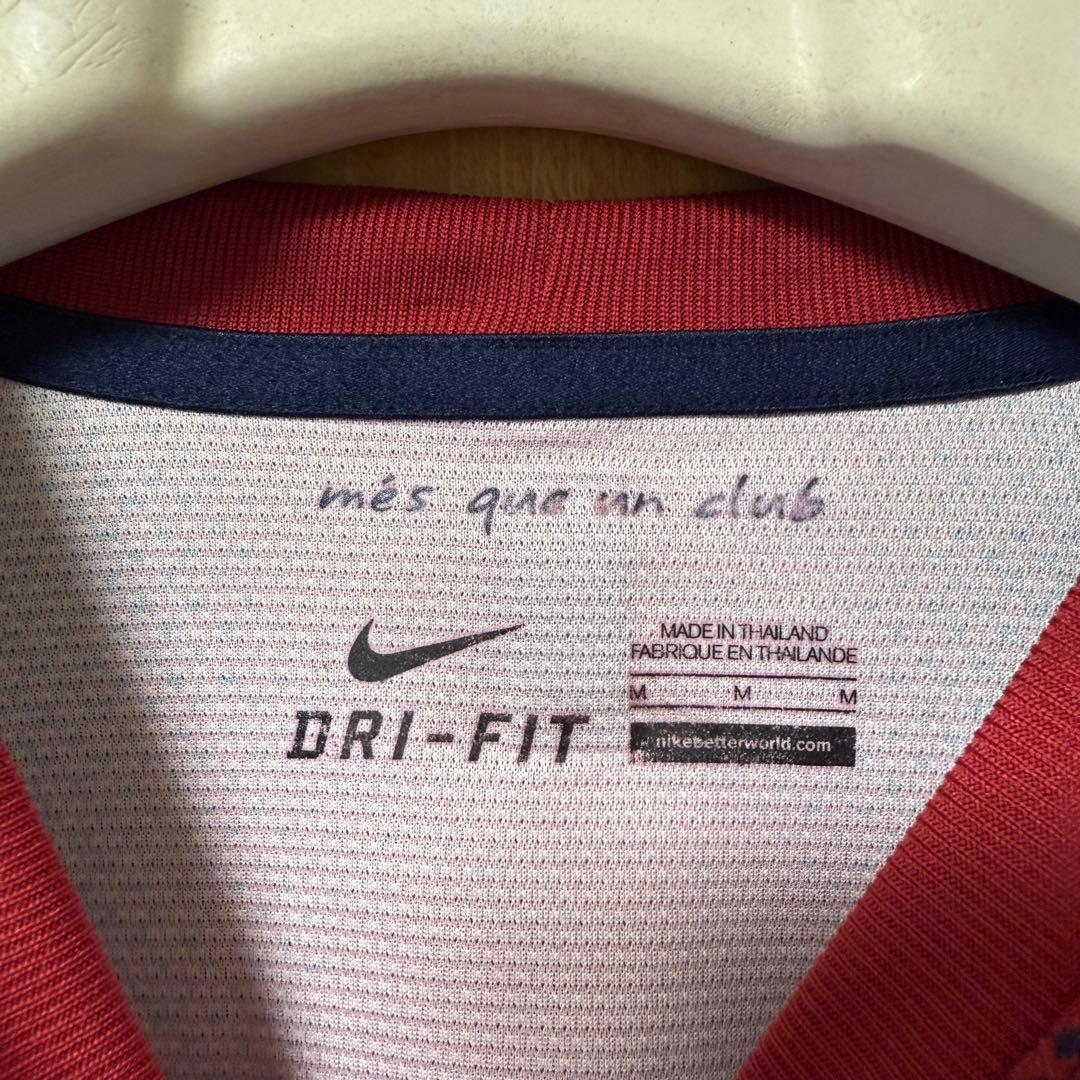 més que un club
MADE IN THAILAND
FABRIQUE EN THAILANDE
M M M
DRI-FIT
nikebetterworld.com